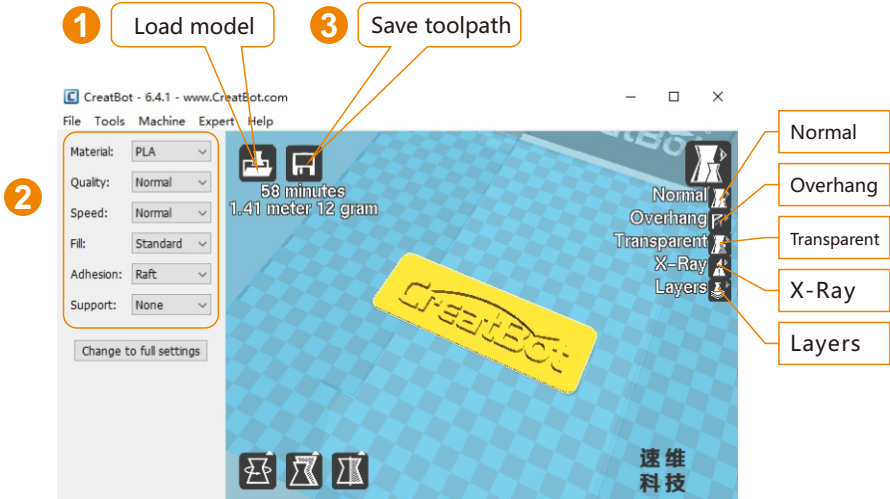 1 Load model
3 Save toolpath
CreatBot - 6.4.1 - www.CreatBot.com
File Tools Machine Expert Help
2
Material: PLA
Quality: Normal
Speed: Normal
Fill: Standard
Adhesion: Raft
Support: None
Change to full settings
58 minutes
1.41 meter 12 gram
Normal
Overhang
Transparent
X-Ray
Layers
Normal
Overhang
Transparent
X-Ray
Layers
CreatBot
速维
科技